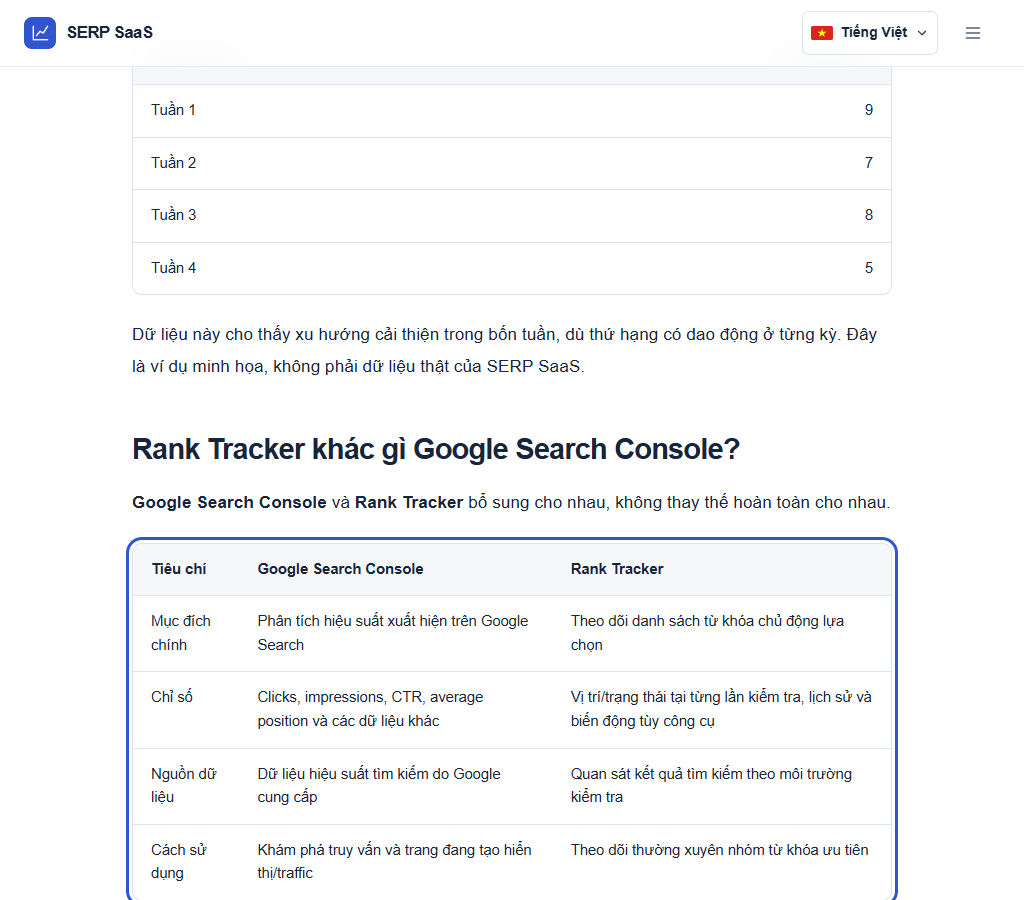 SERP SaaS
Tiếng Việt
Tuần 1 9
Tuần 2 7
Tuần 3 8
Tuần 4 5
Dữ liệu này cho thấy xu hướng cải thiện trong bốn tuần, dù thứ hạng có dao động ở từng kỳ. Đây
là ví dụ minh họa, không phải dữ liệu thật của SERP SaaS.
Rank Tracker khác gì Google Search Console?
Google Search Console và Rank Tracker bổ sung cho nhau, không thay thế hoàn toàn cho nhau.
Tiêu chí Google Search Console Rank Tracker
Mục đích Phân tích hiệu suất xuất hiện trên Google Theo dõi danh sách từ khóa chủ động lựa
chính Search chọn
Chỉ số Clicks, impressions, CTR, average Vị trí/trạng thái tại từng lần kiểm tra, lịch sử và
position và các dữ liệu khác biến động tùy công cụ
Nguồn dữ Dữ liệu hiệu suất tìm kiếm do Google Quan sát kết quả tìm kiếm theo môi trường
liệu cung cấp kiểm tra
Cách sử Khám phá truy vấn và trang đang tạo hiển Theo dõi thường xuyên nhóm từ khóa ưu tiên
dụng thị/traffic